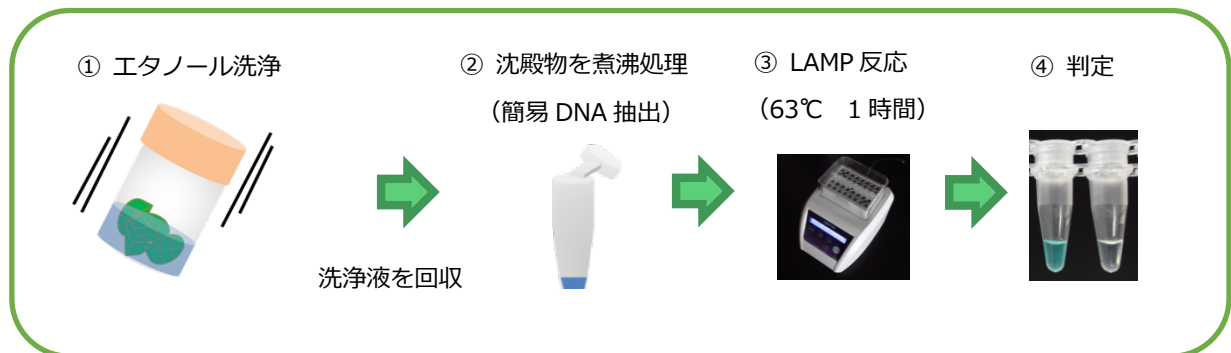 ① エタノール洗浄
② 沈殿物を煮沸処理
(簡易 DNA 抽出)
③ LAMP 反応
(63℃ 1 時間)
④ 判定
洗浄液を回収